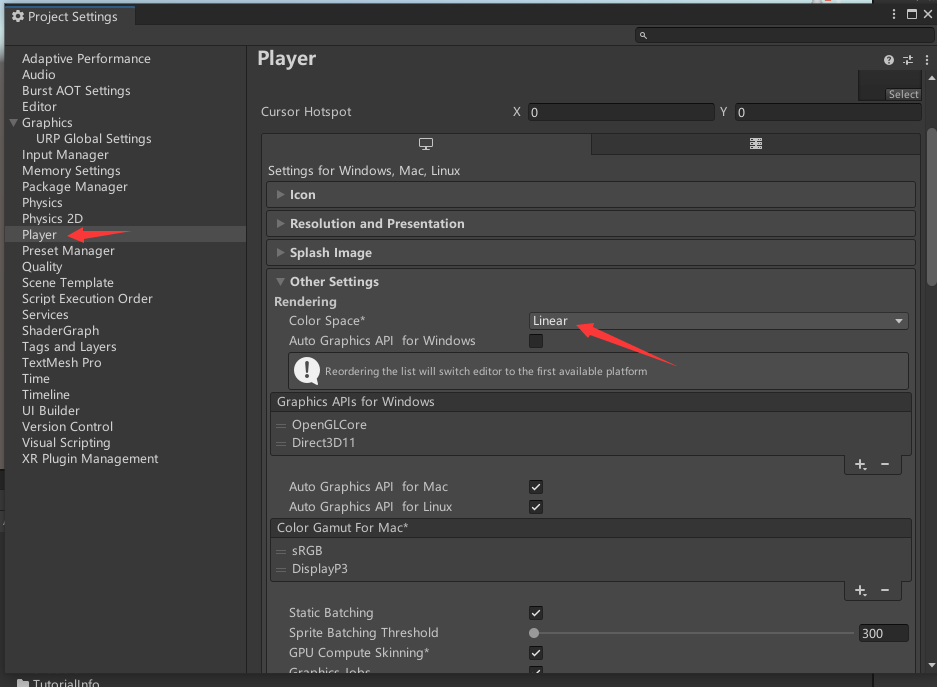 Project Settings
Adaptive Performance
Audio
Burst AOT Settings
Editor
Graphics
URP Global Settings
Input Manager
Memory Settings
Package Manager
Physics
Physics 2D
Player
Preset Manager
Quality
Scene Template
Script Execution Order
Services
ShaderGraph
Tags and Layers
TextMesh Pro
Time
Timeline
UI Builder
Version Control
Visual Scripting
XR Plugin Management
Player
Select
Cursor Hotspot X 0 Y 0
Settings for Windows, Mac, Linux
Icon
Resolution and Presentation
Splash Image
Other Settings
Rendering
Color Space* Linear
Auto Graphics API for Windows
Reordering the list will switch editor to the first available platform
Graphics APIs for Windows
OpenGLCore
Direct3D11
Auto Graphics API for Mac
Auto Graphics API for Linux
Color Gamut For Mac*
sRGB
DisplayP3
Static Batching
Sprite Batching Threshold 300
GPU Compute Skinning*
Graphics Jobs
TutorialInfo